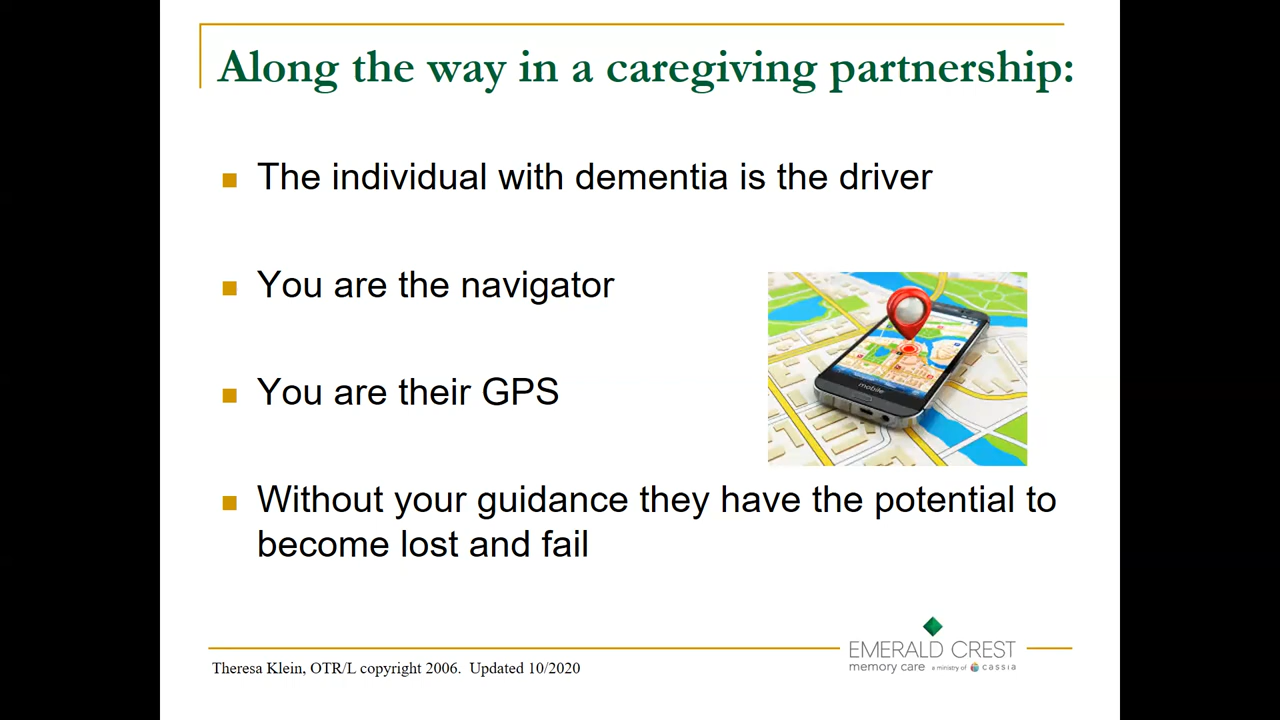 Along the way in a caregiving partnership:
The individual with dementia is the driver
You are the navigator
You are their GPS
mobile
Without your guidance they have the potential to
become lost and fail
EMERALD CREST
memory care a ministry of cassia
Theresa Klein, OTR/L copyright 2006. Updated 10/2020